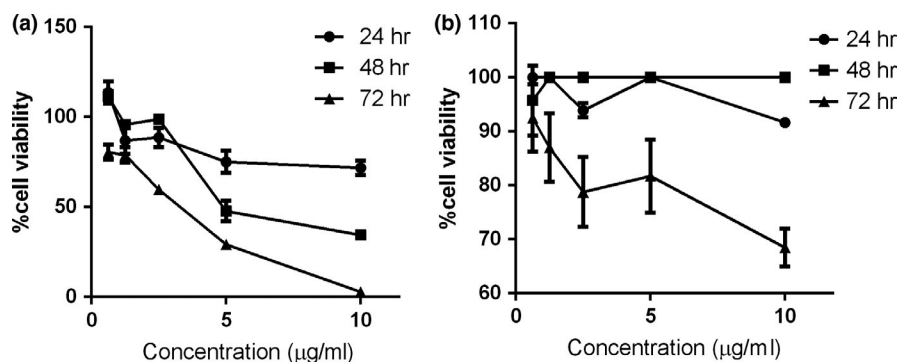 (a)
150
100
50
0
%cell viability
0
5
10
Concentration (μg/ml)
24 hr
48 hr
72 hr
(b)
110
100
90
80
70
60
%cell viability
0
5
10
Concentration (μg/ml)
24 hr
48 hr
72 hr